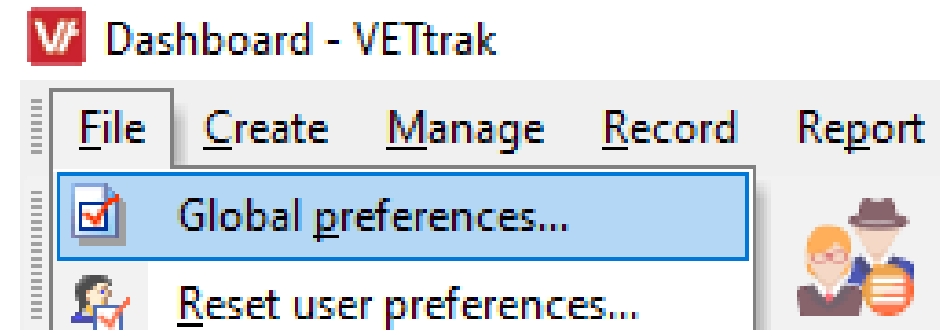 Dashboard - VETtrak
File Create Manage Record Report
Global preferences...
Reset user preferences...